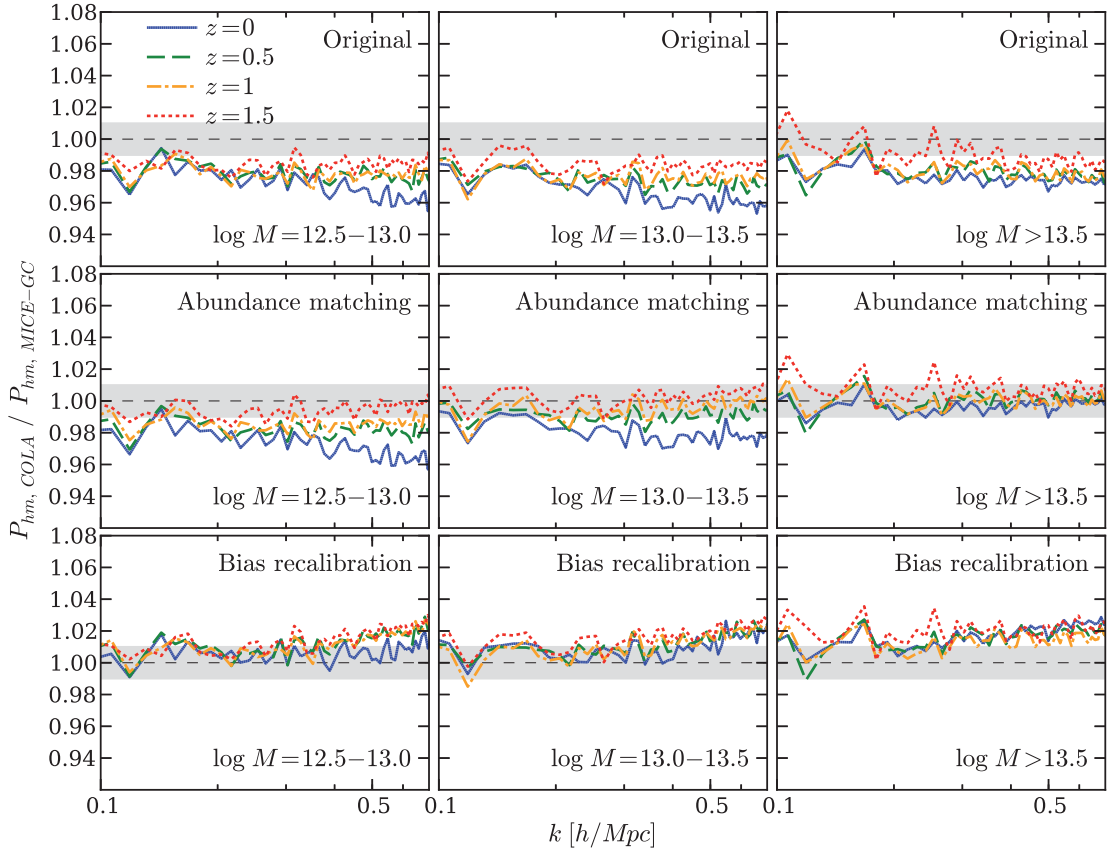 P_{hm, COLA} / P_{hm, MICE−GC}
1.08
1.06
1.04
1.02
1.00
0.98
0.96
0.94
z=0
z=0.5
z=1
z=1.5
Original
log M=12.5−13.0
Original
log M=13.0−13.5
Original
log M>13.5
1.08
1.06
1.04
1.02
1.00
0.98
0.96
0.94
Abundance matching
log M=12.5−13.0
Abundance matching
log M=13.0−13.5
Abundance matching
log M>13.5
1.08
1.06
1.04
1.02
1.00
0.98
0.96
0.94
Bias recalibration
log M=12.5−13.0
Bias recalibration
log M=13.0−13.5
Bias recalibration
log M>13.5
0.1 0.5 0.1 0.5 0.1 0.5
k [h/Mpc]